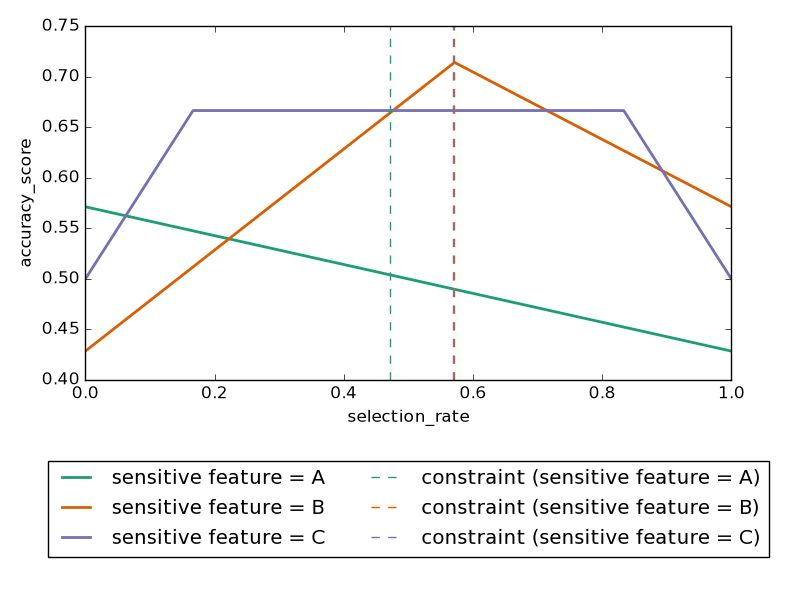 0.75
0.70
0.65
0.60
0.55
0.50
0.45
0.40
accuracy_score
0.0 0.2 0.4 0.6 0.8 1.0
selection_rate
sensitive feature = A constraint (sensitive feature = A)
sensitive feature = B constraint (sensitive feature = B)
sensitive feature = C constraint (sensitive feature = C)